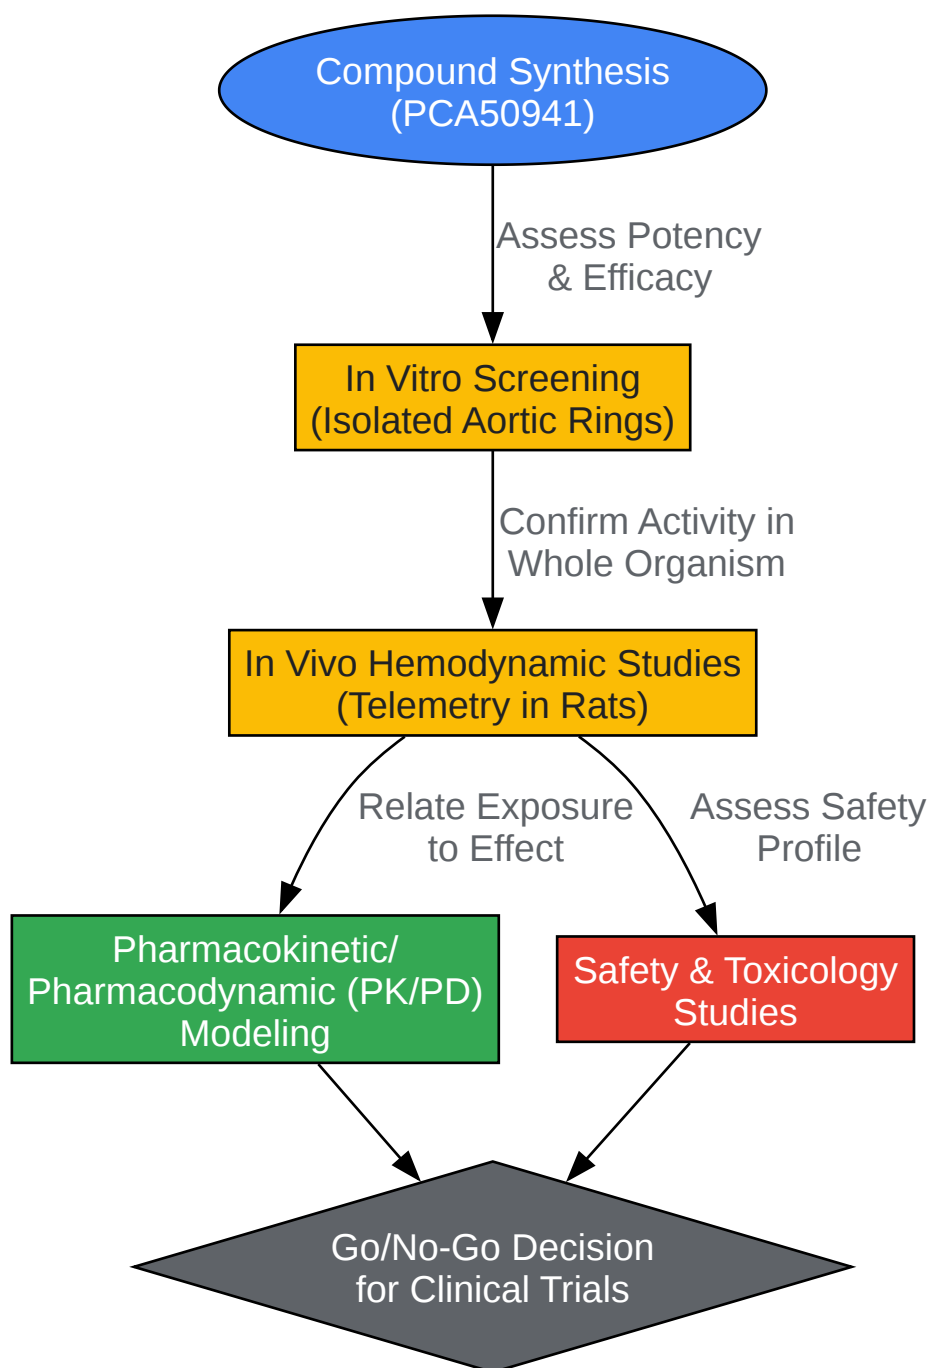 Compound Synthesis
(PCA50941)
Assess Potency
& Efficacy
In Vitro Screening
(Isolated Aortic Rings)
Confirm Activity in
Whole Organism
In Vivo Hemodynamic Studies
(Telemetry in Rats)
Relate Exposure
to Effect
Assess Safety
Profile
Pharmacokinetic/
Pharmacodynamic (PK/PD)
Modeling
Safety & Toxicology
Studies
Go/No-Go Decision
for Clinical Trials